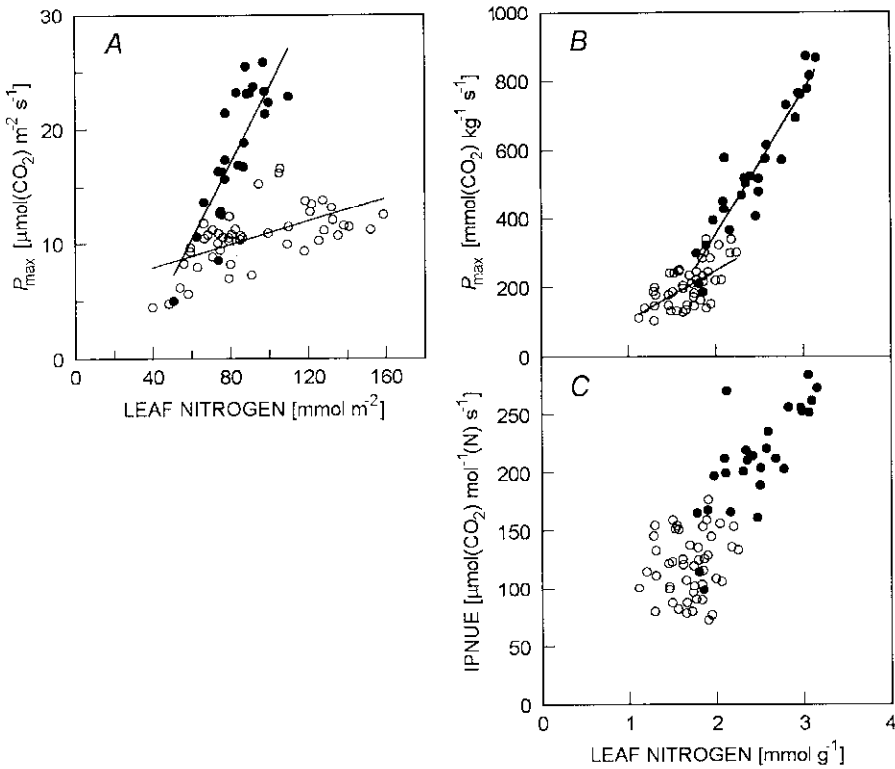 A
30
20
10
0
P_max [μmol(CO₂) m⁻² s⁻¹]
0 40 80 120 160
LEAF NITROGEN [mmol m⁻²]
B
1000
800
600
400
200
0
P_max [mmol(CO₂) kg⁻¹ s⁻¹]
C
250
200
150
100
50
0
IPNUE [μmol(CO₂) mol⁻¹(N) s⁻¹]
0 1 2 3 4
LEAF NITROGEN [mmol g⁻¹]